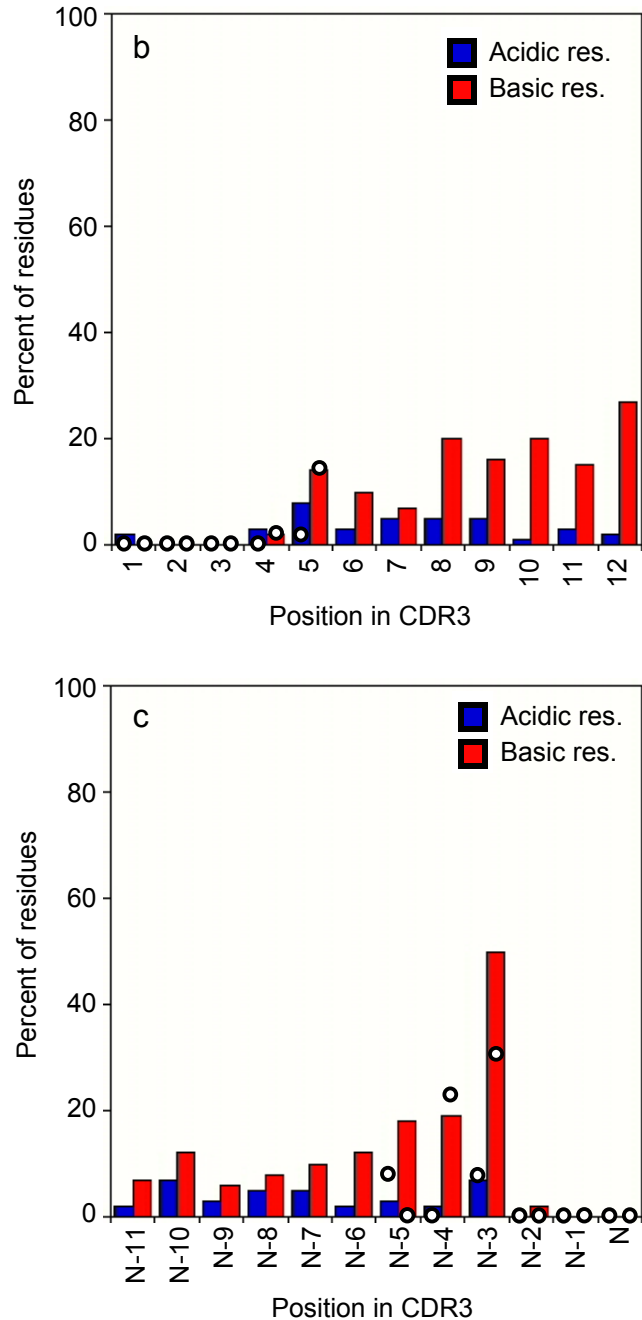 b
Acidic res.
Basic res.
Percent of residues
100
80
60
40
20
0
1 2 3 4 5 6 7 8 9 10 11 12
Position in CDR3
c
Acidic res.
Basic res.
Percent of residues
100
80
60
40
20
0
N-11 N-10 N-9 N-8 N-7 N-6 N-5 N-4 N-3 N-2 N-1 N
Position in CDR3